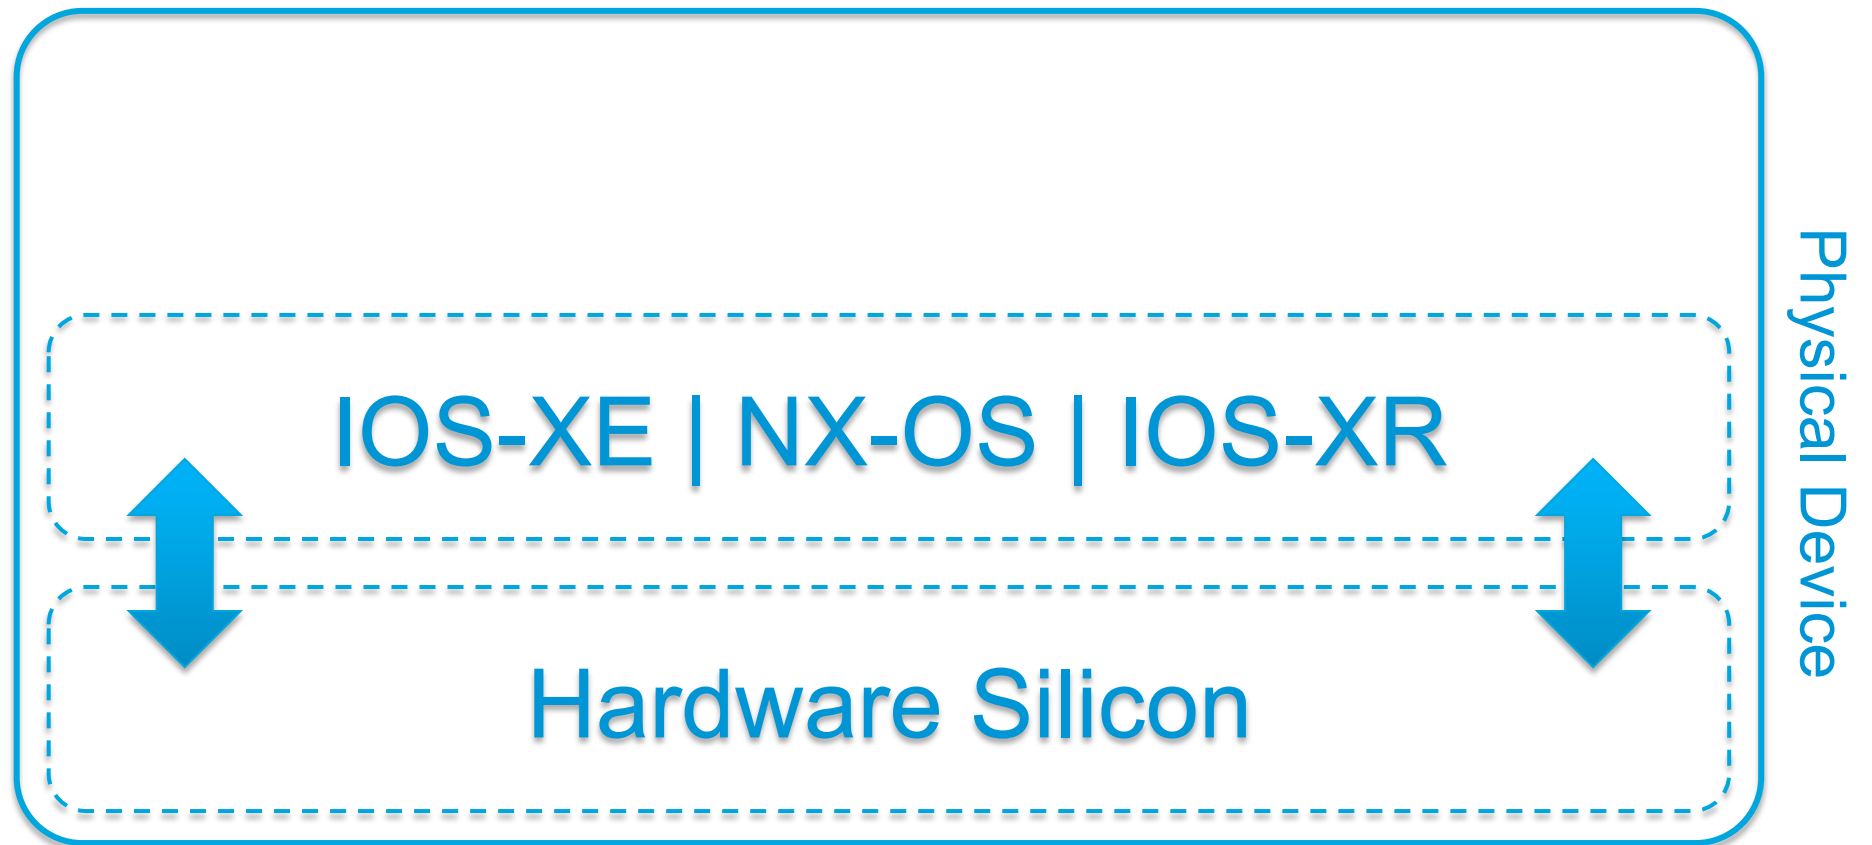 IOS-XE | NX-OS | IOS-XR
Hardware Silicon
Physical Device